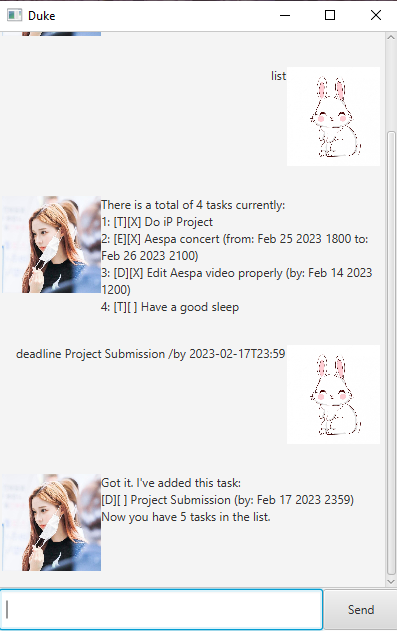 Duke
list
There is a total of 4 tasks currently:
1: [T][X] Do iP Project
2: [E][X] Aespa concert (from: Feb 25 2023 1800 to:
Feb 26 2023 2100)
3: [D][X] Edit Aespa video properly (by: Feb 14 2023
1200)
4: [T][ ] Have a good sleep
deadline Project Submission /by 2023-02-17T23:59
Got it. I've added this task:
[D][ ] Project Submission (by: Feb 17 2023 2359)
Now you have 5 tasks in the list.
Send